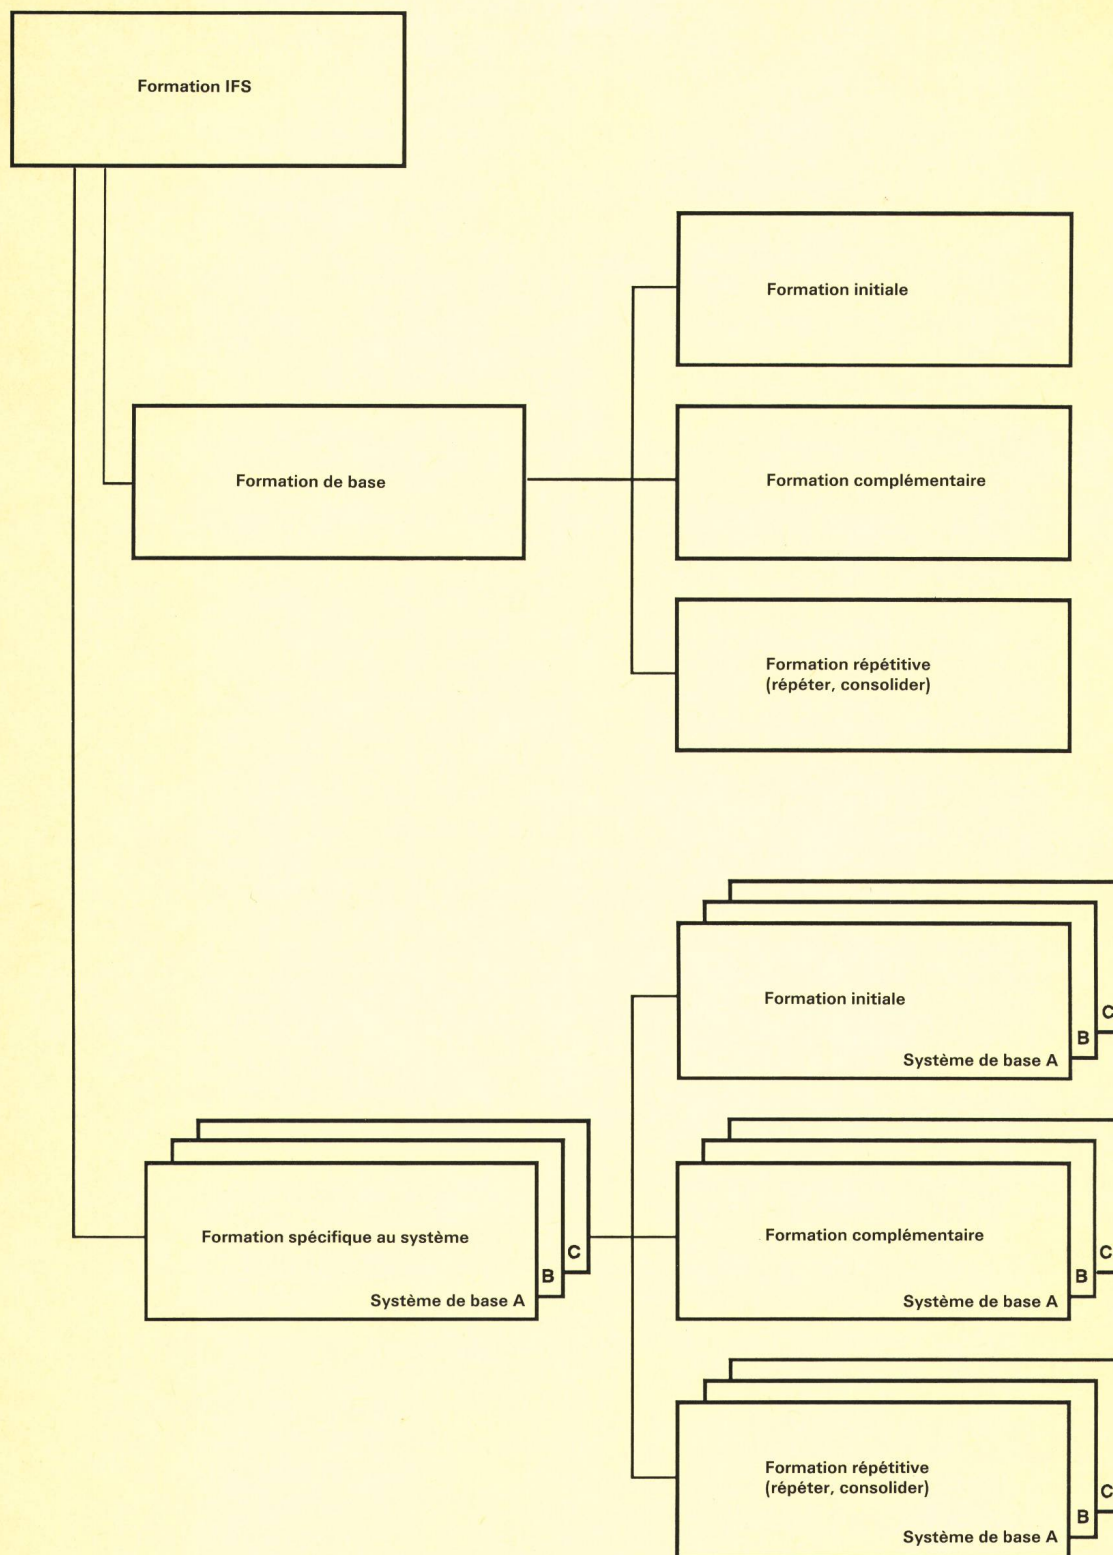 Formation IFS
Formation initiale
Formation de base
Formation complémentaire
Formation répétitive
(répéter, consolider)
Formation initiale
C
B
Système de base A
Formation spécifique au système
C
B
Système de base A
Formation complémentaire
C
B
Système de base A
Formation répétitive
(répéter, consolider)
C
B
Système de base A